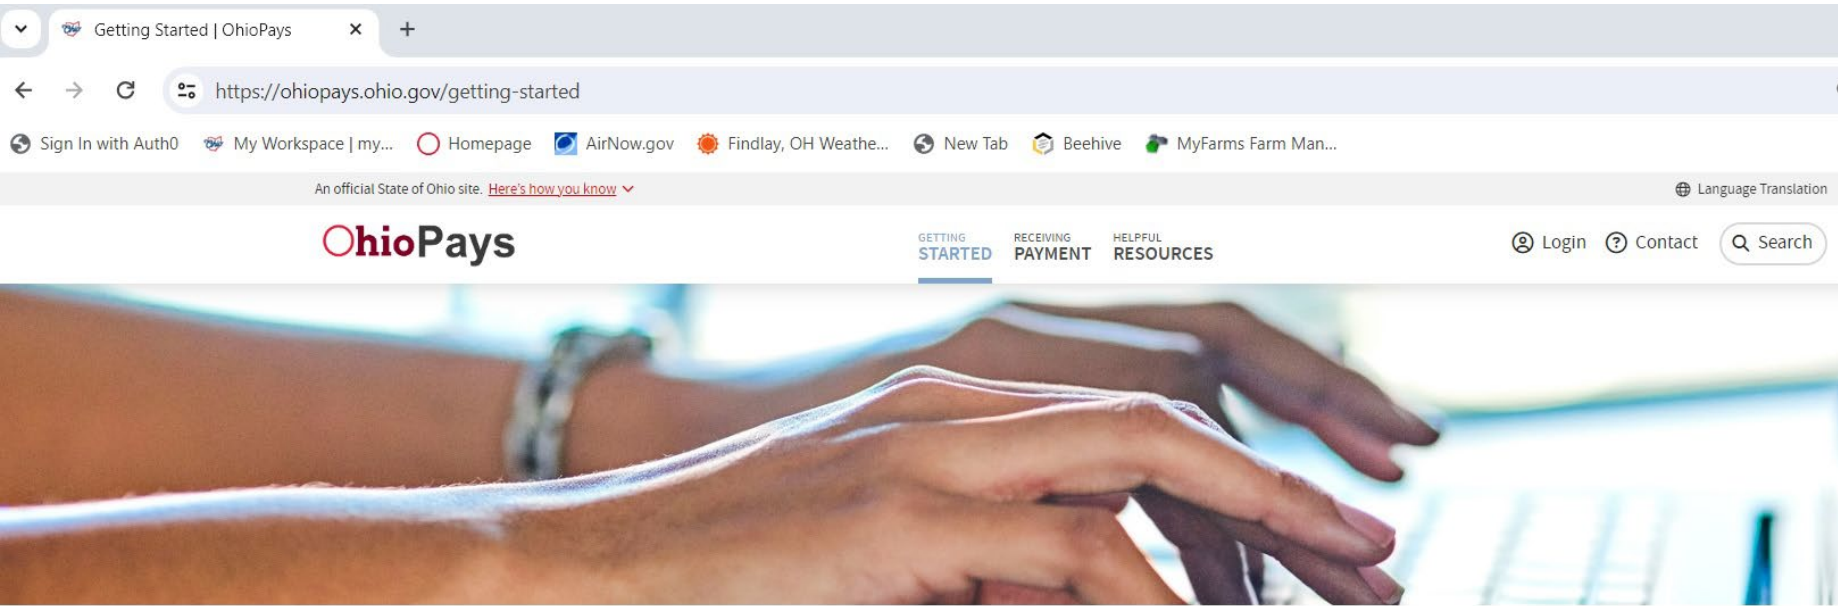 Getting Started | OhioPays
https://ohiopays.ohio.gov/getting-started
Sign In with Auth0 My Workspace | my... Homepage AirNow.gov Findlay, OH Weathe... New Tab Beehive MyFarms Farm Man...
An official State of Ohio site. Here's how you know Language Translation
OhioPays
GETTING STARTED
RECEIVING PAYMENT
HELPFUL RESOURCES
Login Contact Search